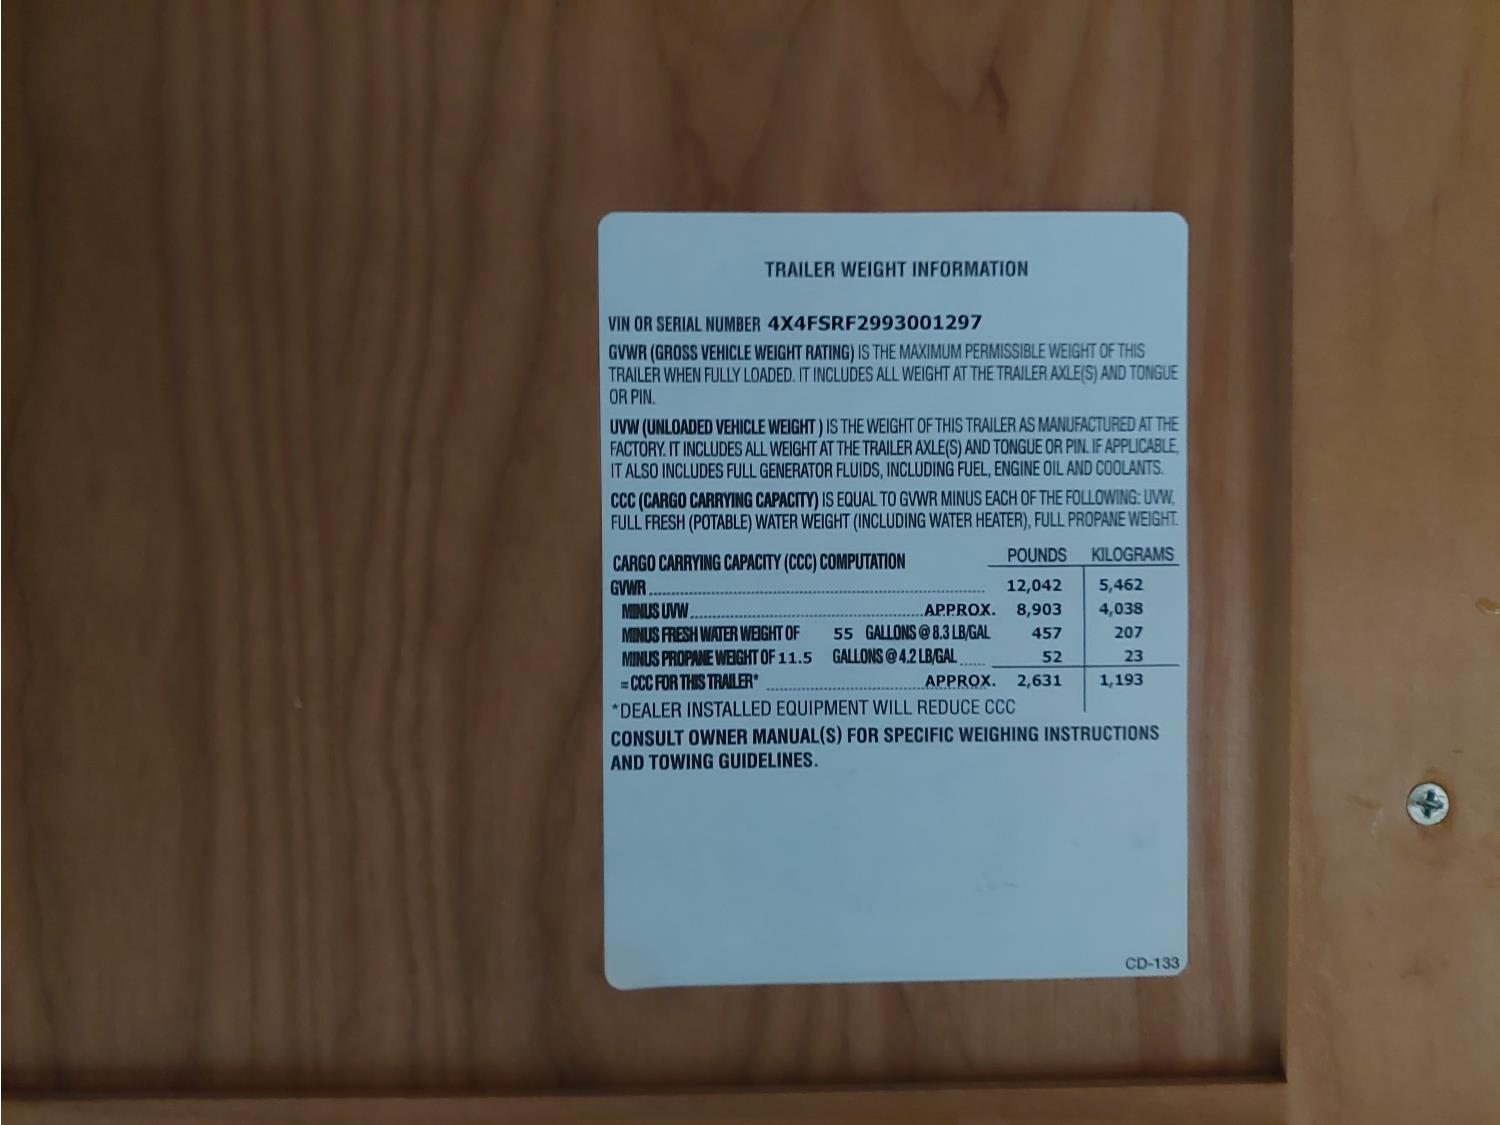 TRAILER WEIGHT INFORMATION
VIN OR SERIAL NUMBER 4X4FSRF2993001297
GVWR (GROSS VEHICLE WEIGHT RATING) IS THE MAXIMUM PERMISSIBLE WEIGHT OF THIS
TRAILER WHEN FULLY LOADED. IT INCLUDES ALL WEIGHT AT THE TRAILER AXLE(S) AND TONGUE
OR PIN.
UVW (UNLOADED VEHICLE WEIGHT ) IS THE WEIGHT OF THIS TRAILER AS MANUFACTURED AT THE
FACTORY. IT INCLUDES ALL WEIGHT AT THE TRAILER AXLE(S) AND TONGUE OR PIN. IF APPLICABLE,
IT ALSO INCLUDES FULL GENERATOR FLUIDS, INCLUDING FUEL, ENGINE OIL AND COOLANTS.
CCC (CARGO CARRYING CAPACITY) IS EQUAL TO GVWR MINUS EACH OF THE FOLLOWING: UVW,
FULL FRESH (POTABLE) WATER WEIGHT (INCLUDING WATER HEATER), FULL PROPANE WEIGHT.
CARGO CARRYING CAPACITY (CCC) COMPUTATION POUNDS KILOGRAMS
GVWR 12,042 5,462
MINUS UVW APPROX. 8,903 4,038
MINUS FRESH WATER WEIGHT OF 55 GALLONS @ 8.3 LB/GAL 457 207
MINUS PROPANE WEIGHT OF 11.5 GALLONS @ 4.2 LB/GAL 52 23
= CCC FOR THIS TRAILER* APPROX. 2,631 1,193
*DEALER INSTALLED EQUIPMENT WILL REDUCE CCC
CONSULT OWNER MANUAL(S) FOR SPECIFIC WEIGHING INSTRUCTIONS
AND TOWING GUIDELINES.
CD-133